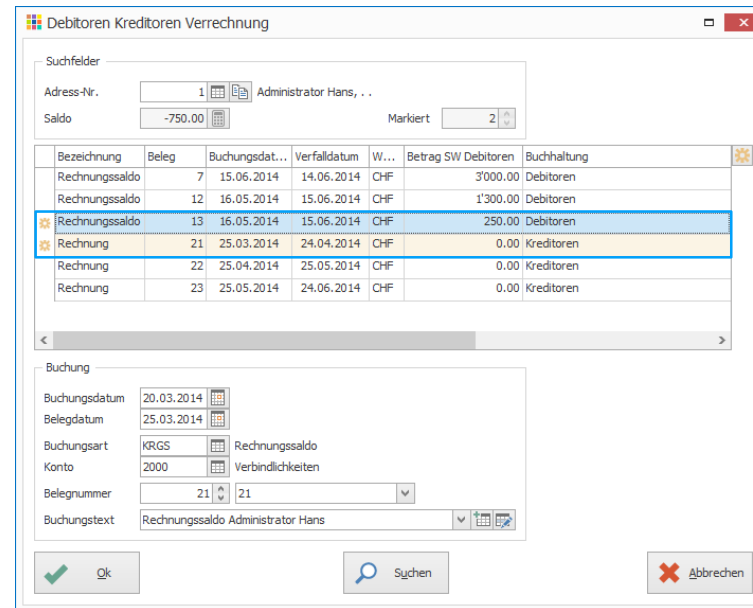 Debitoren Kreditoren Verrechnung
Suchfelder
Adress-Nr. 1 Administrator Hans, . .
Saldo -750.00 Markiert 2
Bezeichnung Beleg Buchungsdat... Verfalldatum W... Betrag SW Debitoren Buchhaltung
Rechnungssaldo 7 15.06.2014 14.06.2014 CHF 3'000.00 Debitoren
Rechnungssaldo 12 16.05.2014 15.06.2014 CHF 1'300.00 Debitoren
Rechnungssaldo 13 16.05.2014 15.06.2014 CHF 250.00 Debitoren
Rechnung 21 25.03.2014 24.04.2014 CHF 0.00 Kreditoren
Rechnung 22 25.04.2014 25.05.2014 CHF 0.00 Kreditoren
Rechnung 23 25.05.2014 24.06.2014 CHF 0.00 Kreditoren
Buchung
Buchungsdatum 20.03.2014
Belegdatum 25.03.2014
Buchungsart KRGS Rechnungssaldo
Konto 2000 Verbindlichkeiten
Belegnummer 21 21
Buchungstext Rechnungssaldo Administrator Hans
Ok Suchen Abbrechen